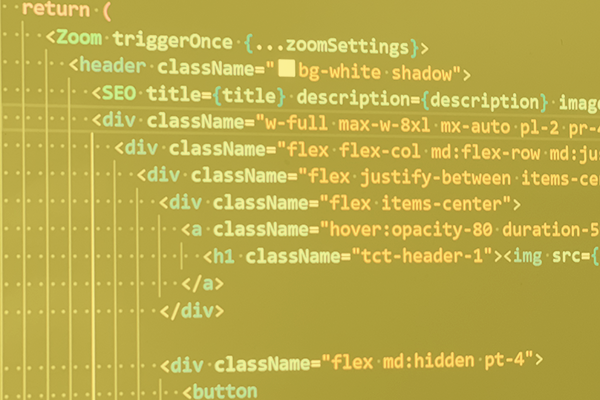 return (
<Zoom triggerOnce {...zoomSettings}>
<header className="bg-white shadow">
<SEO title={title} description={description} image
<div className="w-full max-w-8xl mx-auto pl-2 pr-4
<div className="flex flex-col md:flex-row md:jus
<div className="flex justify-between items-ce
<div className="flex items-center">
<a className="hover:opacity-80 duration-5
<h1 className="tct-header-1"><img src={
</a>
</div>
<div className="flex md:hidden pt-4">
<button